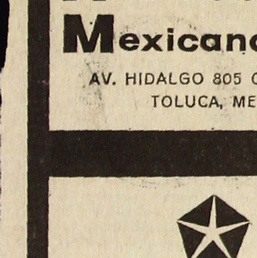 Mexicana
AV. HIDALGO 805
TOLUCA, ME